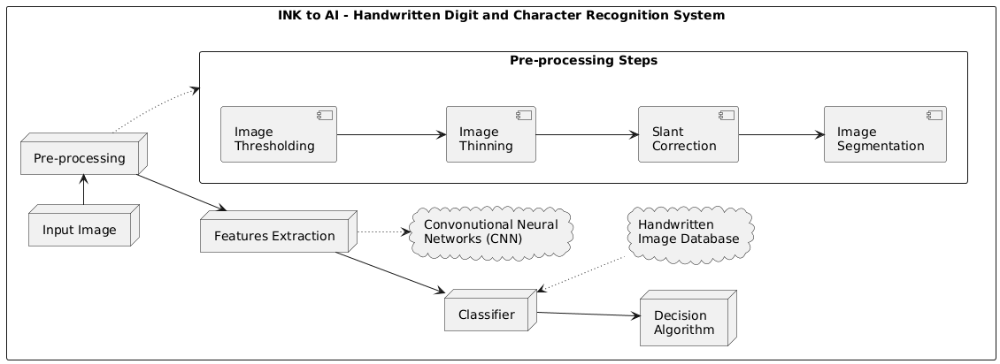 INK to AI - Handwritten Digit and Character Recognition System
Pre-processing Steps
Image
Thresholding
Image
Thinning
Slant
Correction
Image
Segmentation
Pre-processing
Input Image
Features Extraction
Convonutional Neural
Networks (CNN)
Handwritten
Image Database
Classifier
Decision
Algorithm